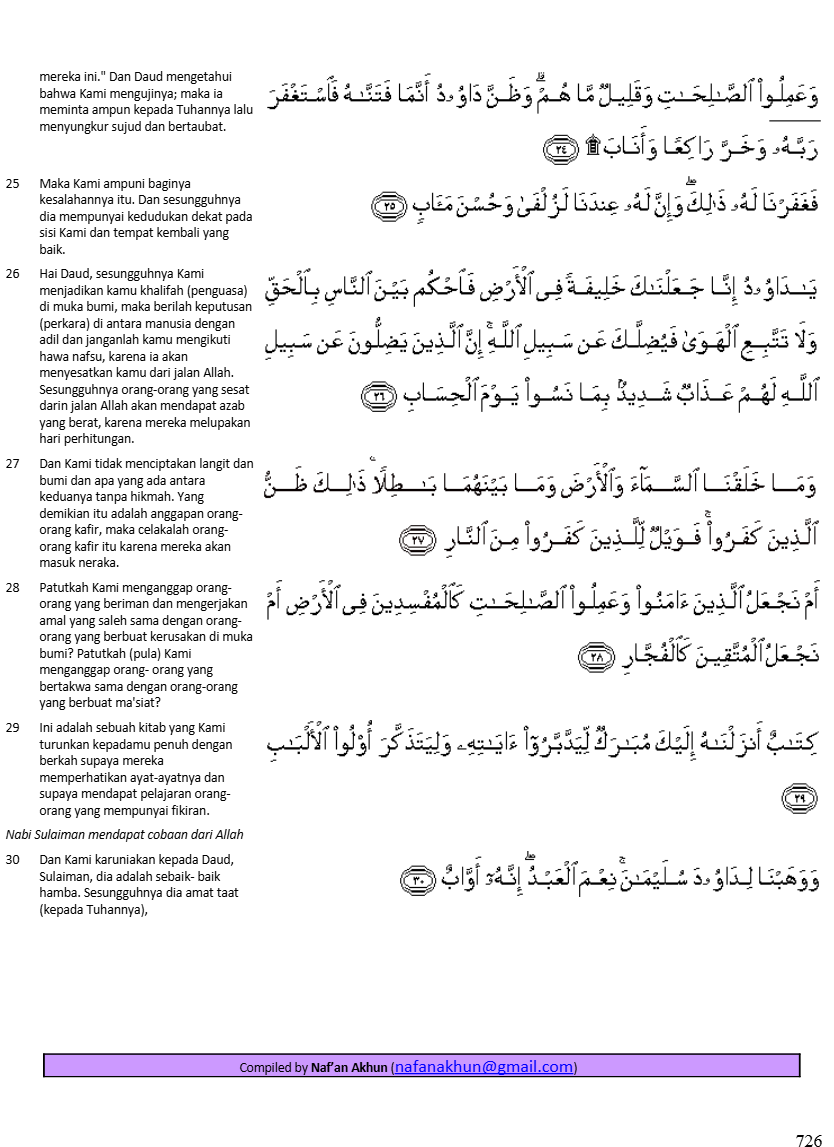 mereka ini." Dan Daud mengetahui
bahwa Kami mengujinya; maka ia
meminta ampun kepada Tuhannya lalu
menyungkur sujud dan bertaubat.
وَعَمِلُوا۟ ٱلصَّـٰلِحَـٰتِ وَقَلِيلٌ مَّا هُمْ ۗ وَظَنَّ دَاوُۥدُ أَنَّمَا فَتَنَّـٰهُ فَٱسْتَغْفَرَ
رَبَّهُۥ وَخَرَّ رَاكِعًا وَأَنَابَ ۩ ﴿٢٤﴾
25 Maka Kami ampuni baginya
kesalahannya itu. Dan sesungguhnya
dia mempunyai kedudukan dekat pada
sisi Kami dan tempat kembali yang
baik.
فَغَفَرْنَا لَهُۥ ذَٰلِكَ ۖ وَإِنَّ لَهُۥ عِندَنَا لَزُلْفَىٰ وَحُسْنَ مَـَٔابٍ ﴿٢٥﴾
26 Hai Daud, sesungguhnya Kami
menjadikan kamu khalifah (penguasa)
di muka bumi, maka berilah keputusan
(perkara) di antara manusia dengan
adil dan janganlah kamu mengikuti
hawa nafsu, karena ia akan
menyesatkan kamu dari jalan Allah.
Sesungguhnya orang-orang yang sesat
darin jalan Allah akan mendapat azab
yang berat, karena mereka melupakan
hari perhitungan.
يَـٰدَاوُۥدُ إِنَّا جَعَلْنَـٰكَ خَلِيفَةً فِى ٱلْأَرْضِ فَٱحْكُم بَيْنَ ٱلنَّاسِ بِٱلْحَقِّ
وَلَا تَتَّبِعِ ٱلْهَوَىٰ فَيُضِلَّكَ عَن سَبِيلِ ٱللَّهِ ۚ إِنَّ ٱلَّذِينَ يَضِلُّونَ عَن سَبِيلِ
ٱللَّهِ لَهُمْ عَذَابٌ شَدِيدٌۢ بِمَا نَسُوا۟ يَوْمَ ٱلْحِسَابِ ﴿٢٦﴾
27 Dan Kami tidak menciptakan langit dan
bumi dan apa yang ada antara
keduanya tanpa hikmah. Yang
demikian itu adalah anggapan orang-
orang kafir, maka celakalah orang-
orang kafir itu karena mereka akan
masuk neraka.
وَمَا خَلَقْنَا ٱلسَّمَآءَ وَٱلْأَرْضَ وَمَا بَيْنَهُمَا بَـٰطِلًا ۚ ذَٰلِكَ ظَنُّ
ٱلَّذِينَ كَفَرُوا۟ ۚ فَوَيْلٌ لِّلَّذِينَ كَفَرُوا۟ مِنَ ٱلنَّارِ ﴿٢٧﴾
28 Patutkah Kami menganggap orang-
orang yang beriman dan mengerjakan
amal yang saleh sama dengan orang-
orang yang berbuat kerusakan di muka
bumi? Patutkah (pula) Kami
menganggap orang- orang yang
bertakwa sama dengan orang-orang
yang berbuat ma'siat?
أَمْ نَجْعَلُ ٱلَّذِينَ ءَامَنُوا۟ وَعَمِلُوا۟ ٱلصَّـٰلِحَـٰتِ كَٱلْمُفْسِدِينَ فِى ٱلْأَرْضِ أَمْ
نَجْعَلُ ٱلْمُتَّقِينَ كَٱلْفُجَّارِ ﴿٢٨﴾
29 Ini adalah sebuah kitab yang Kami
turunkan kepadamu penuh dengan
berkah supaya mereka
memperhatikan ayat-ayatnya dan
supaya mendapat pelajaran orang-
orang yang mempunyai fikiran.
كِتَـٰبٌ أَنزَلْنَـٰهُ إِلَيْكَ مُبَـٰرَكٌ لِّيَدَّبَّرُوٓا۟ ءَايَـٰتِهِۦ وَلِيَتَذَكَّرَ أُو۟لُوا۟ ٱلْأَلْبَـٰبِ
﴿٢٩﴾
Nabi Sulaiman mendapat cobaan dari Allah
30 Dan Kami karuniakan kepada Daud,
Sulaiman, dia adalah sebaik- baik
hamba. Sesungguhnya dia amat taat
(kepada Tuhannya),
وَوَهَبْنَا لِدَاوُۥدَ سُلَيْمَـٰنَ ۚ نِعْمَ ٱلْعَبْدُ ۖ إِنَّهُۥٓ أَوَّابٌ ﴿٣٠﴾
Compiled by Naf'an Akhun (nafanakhun@gmail.com)
726